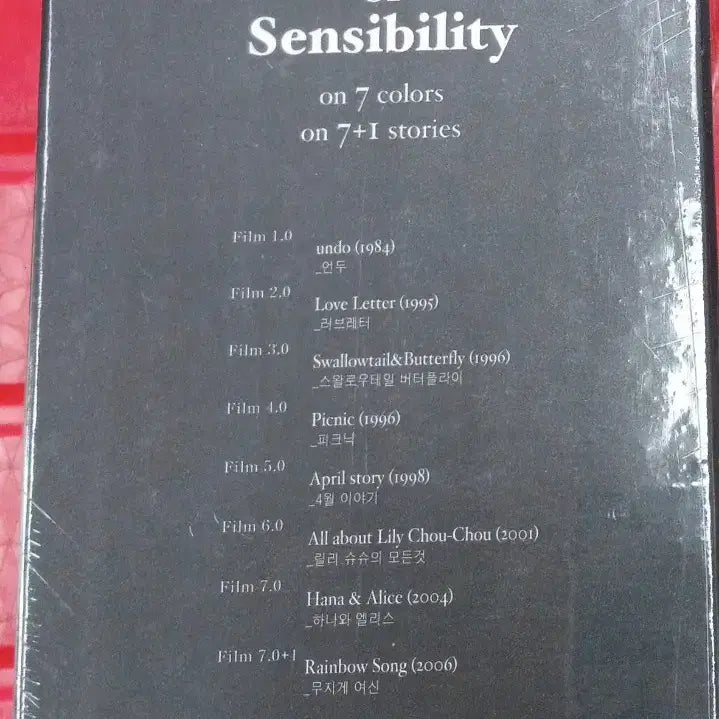 Sensibility
on 7 colors
on 7+1 stories
Film 1.0
undo (1984)
_언두
Film 2.0
Love Letter (1995)
_러브레터
Film 3.0
Swallowtail&Butterfly (1996)
_스왈로우테일 버터플라이
Film 4.0
Picnic (1996)
_피크닉
Film 5.0
April story (1998)
_4월 이야기
Film 6.0
All about Lily Chou-Chou (2001)
_릴리 슈슈의 모든것
Film 7.0
Hana & Alice (2004)
_하나와 앨리스
Film 7.0+1
Rainbow Song (2006)
_무지개 여신